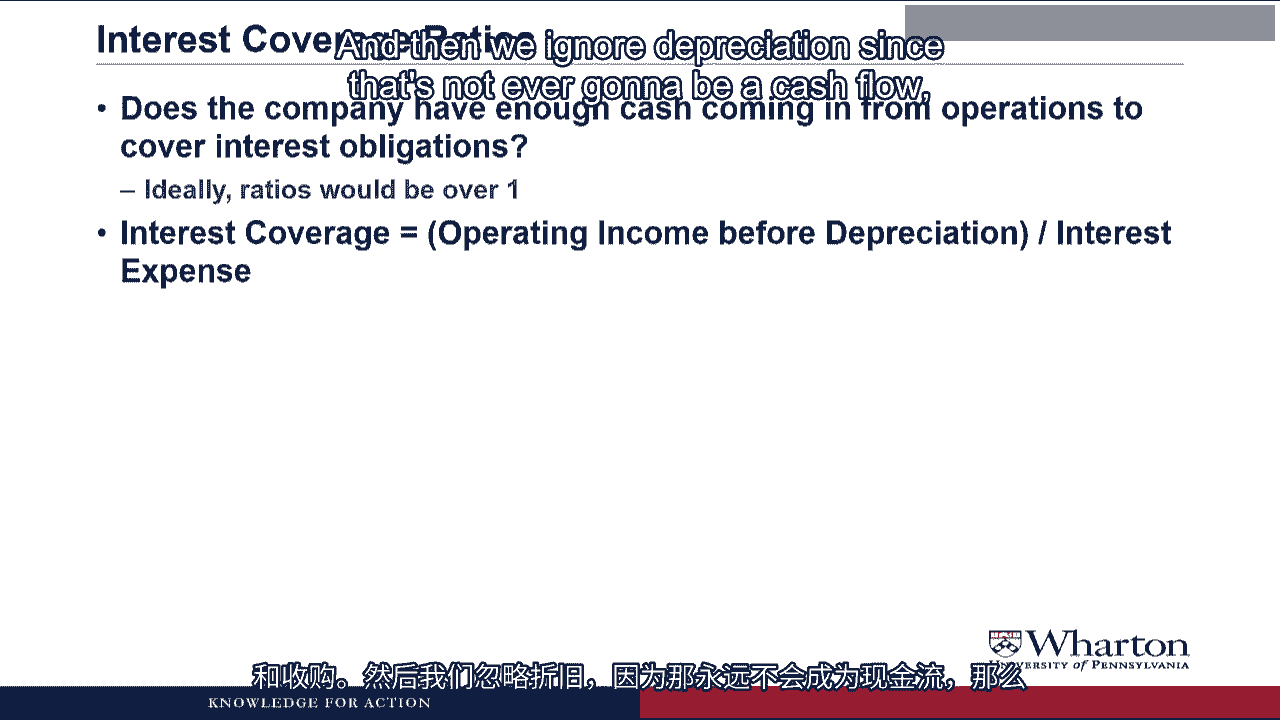 Interest Coverage Ratios
And then we ignore depreciation since
that's not ever gonna be a cash flow,
• Does the company have enough cash coming in from operations to
cover interest obligations?
– Ideally, ratios would be over 1
• Interest Coverage = (Operating Income before Depreciation) / Interest
Expense
Wharton
UNIVERSITY OF PENNSYLVANIA
和收购。然后我们忽略折旧，因为那永远不会成为现金流，那么
KNOWLEDGE FOR ACTION